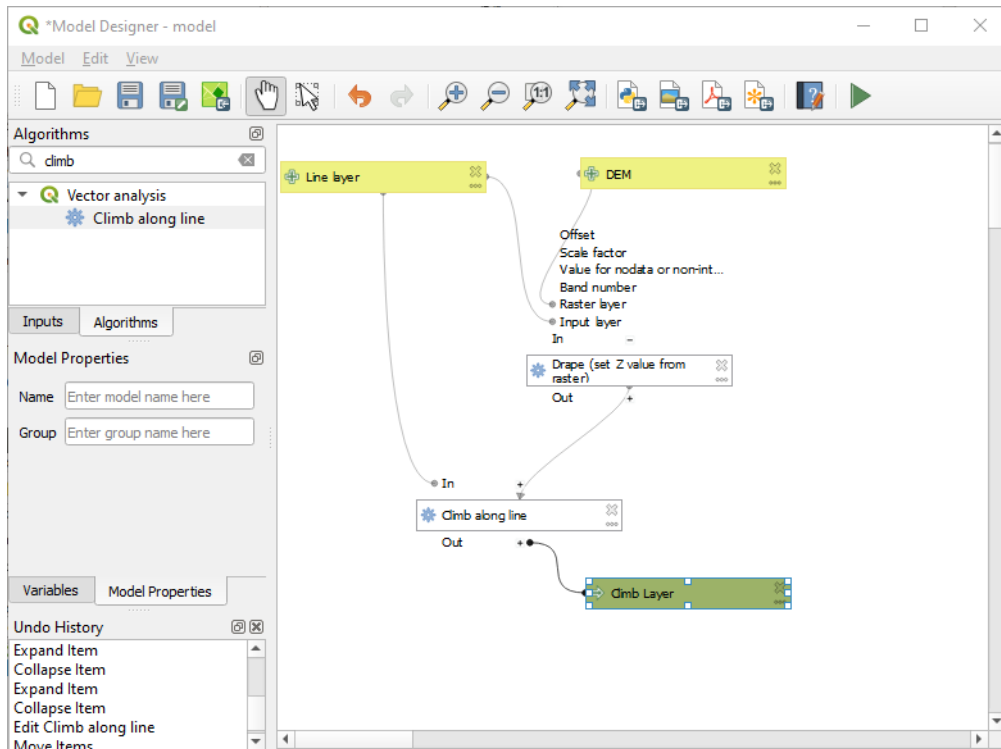 *Model Designer - model
Model Edit View
1:1
Algorithms
climb
Vector analysis
Climb along line
Inputs Algorithms
Model Properties
Name Enter model name here
Group Enter group name here
Variables Model Properties
Undo History
Expand Item
Collapse Item
Expand Item
Collapse Item
Edit Climb along line
Move Items
Line layer
DEM
Offset
Scale factor
Value for nodata or non-int...
Band number
Raster layer
Input layer
In -
Drape (set Z value from
raster)
Out +
In +
Climb along line
Out +
Climb Layer